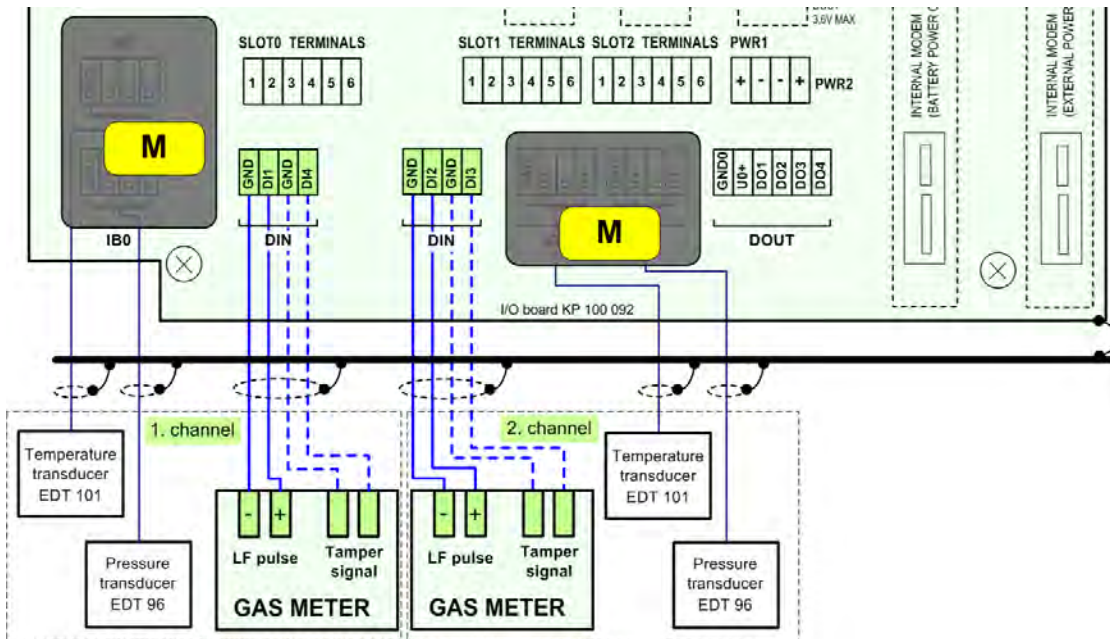 3,6V MAX
SLOT0 TERMINALS
SLOT1 TERMINALS SLOT2 TERMINALS PWR1
1 2 3 4 5 6
1 2 3 4 5 6
1 2 3 4 5 6
+ - - + PWR2
INTERNAL MODEM
(BATTERY POWER
INTERNAL MODEM
(EXTERNAL POWER
M
GND DI1 GND DI4
GND DI2 GND DI3
M
GND0 U0+ DO1 DO2 DO3 DO4
IB0
DIN
DIN
DOUT
I/O board KP 100 092
1. channel
2. channel
Temperature
transducer
EDT 101
Pressure
transducer
EDT 96
- +
LF pulse
Tamper
signal
GAS METER
- +
LF pulse
Tamper
signal
GAS METER
Temperature
transducer
EDT 101
Pressure
transducer
EDT 96